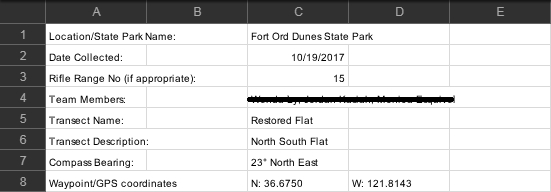 A B C D E
1 Location/State Park Name: Fort Ord Dunes State Park
2 Date Collected: 10/19/2017
3 Rifle Range No (if appropriate): 15
4 Team Members:
5 Transect Name: Restored Flat
6 Transect Description: North South Flat
7 Compass Bearing: 23° North East
8 Waypoint/GPS coordinates N: 36.6750 W: 121.8143